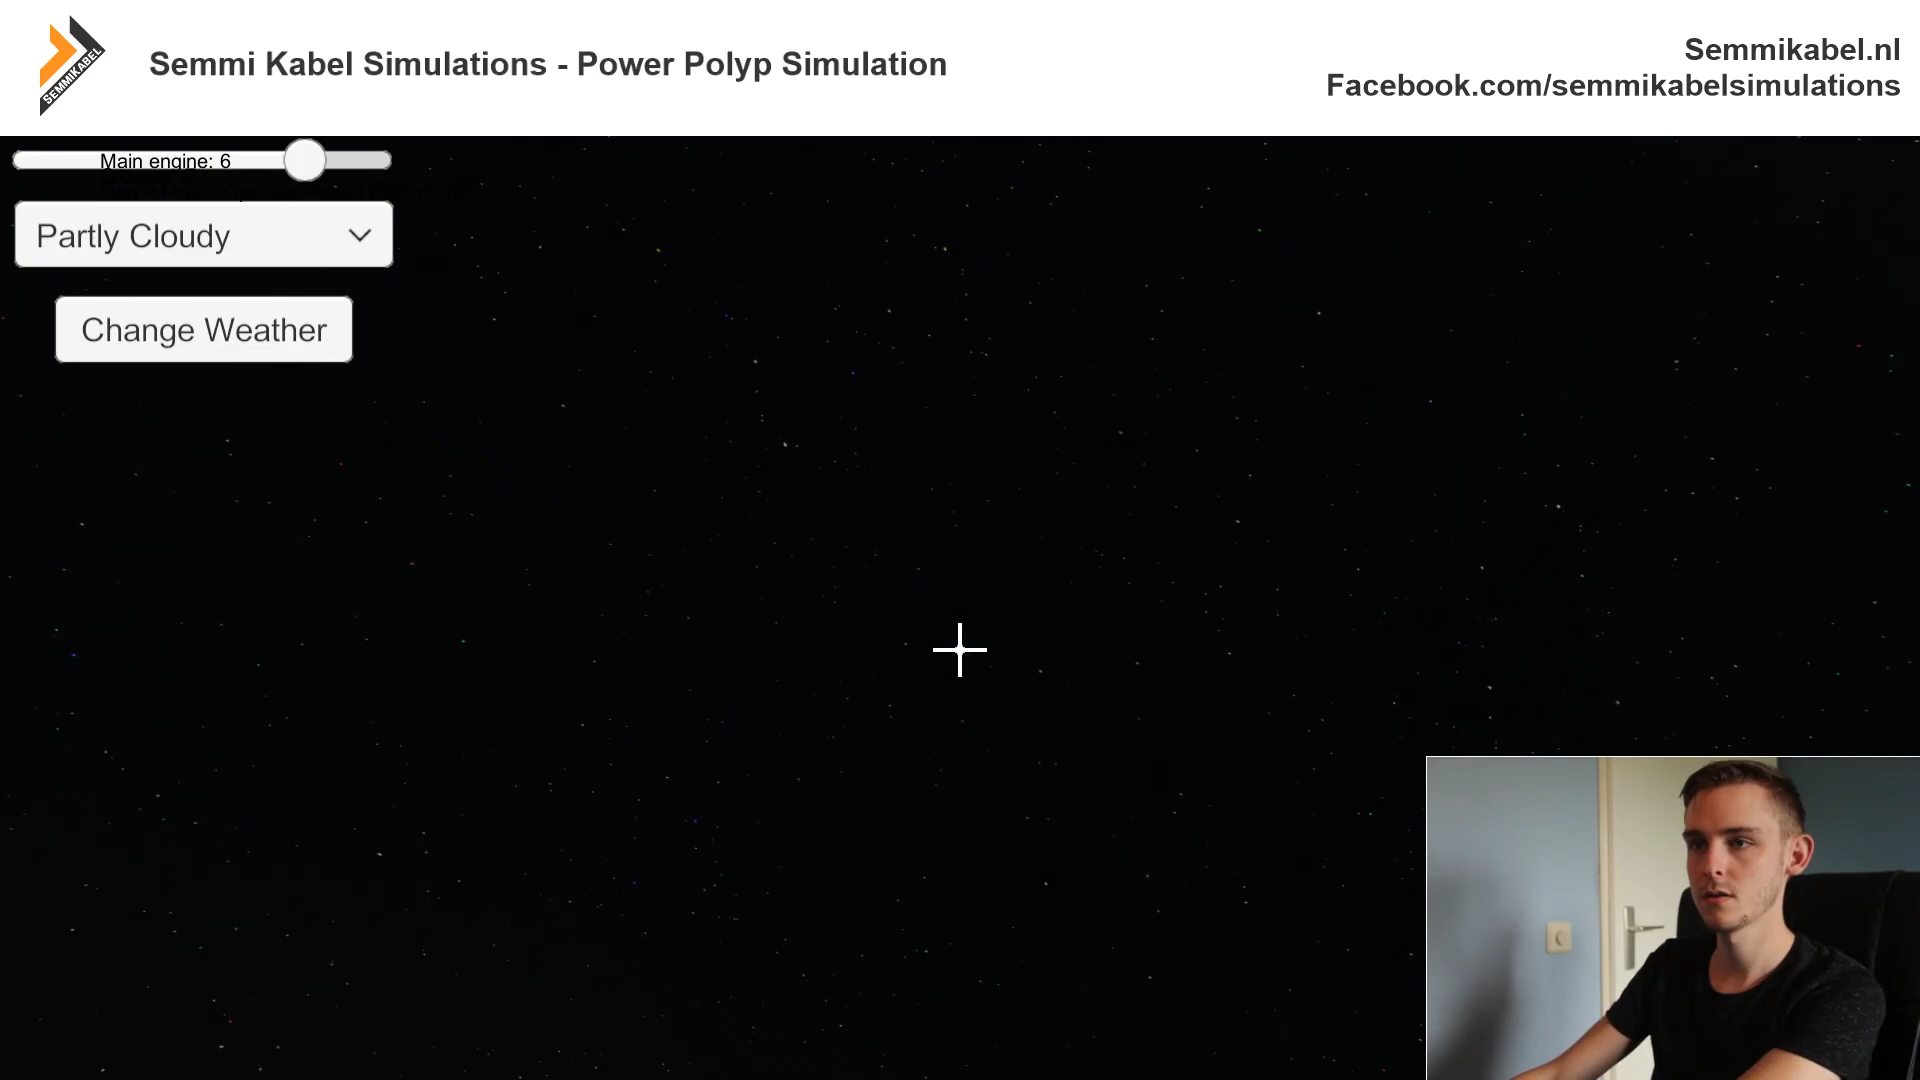 SEMMIKABEL
Semmi Kabel Simulations - Power Polyp Simulation
Semmikabel.nl
Facebook.com/semmikabelsimulations
Main engine: 6
Partly Cloudy
Change Weather